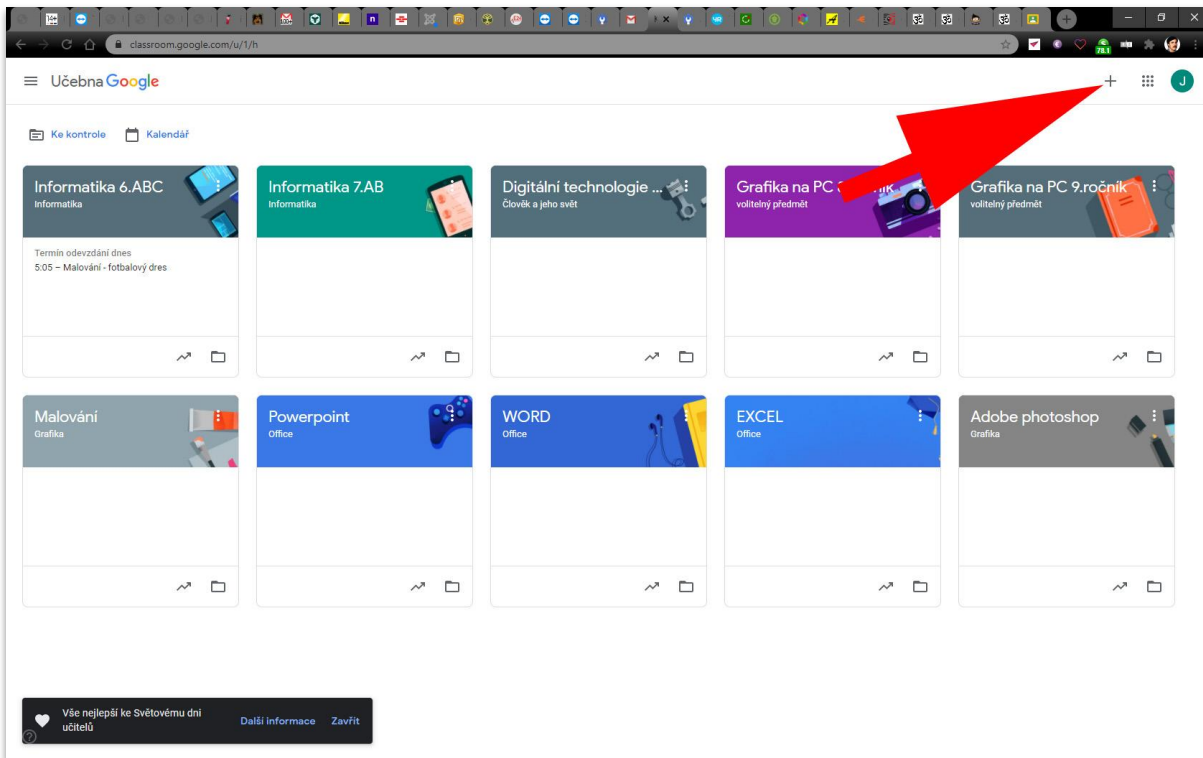 classroom.google.com/u/1/h
78.1
Učebna Google
J
Ke kontrole
Kalendář
Informatika 6.ABC
Informatika
Informatika 7.AB
Informatika
Digitální technologie ...
Člověk a jeho svět
Grafika na PC
volitelný předmět
Grafika na PC 9.ročník
volitelný předmět
Termín odevzdání dnes
5:05 – Malování - fotbalový dres
Malování
Grafika
Powerpoint
Office
WORD
Office
EXCEL
Office
Adobe photoshop
Grafika
Vše nejlepší ke Světovému dni
učitelů
Další informace
Zavřít